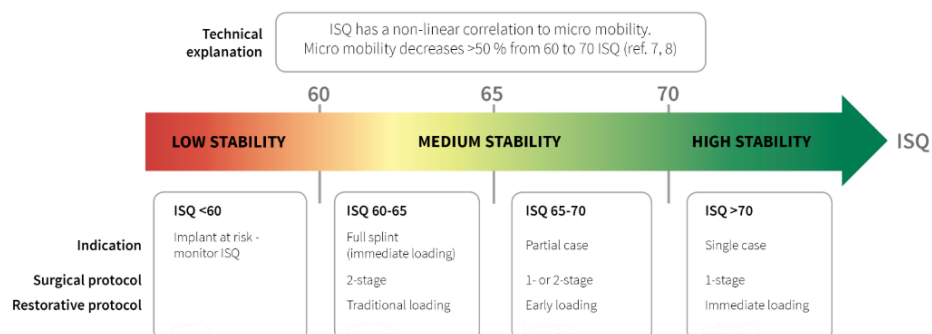 Technical
explanation
ISQ has a non-linear correlation to micro mobility.
Micro mobility decreases >50 % from 60 to 70 ISQ (ref. 7, 8)
60
65
70
LOW STABILITY
MEDIUM STABILITY
HIGH STABILITY
ISQ
ISQ <60
ISQ 60-65
ISQ 65-70
ISQ >70
Indication
Implant at risk -
monitor ISQ
Full splint
(immediate loading)
Partial case
Single case
Surgical protocol
2-stage
1- or 2-stage
1-stage
Restorative protocol
Traditional loading
Early loading
Immediate loading